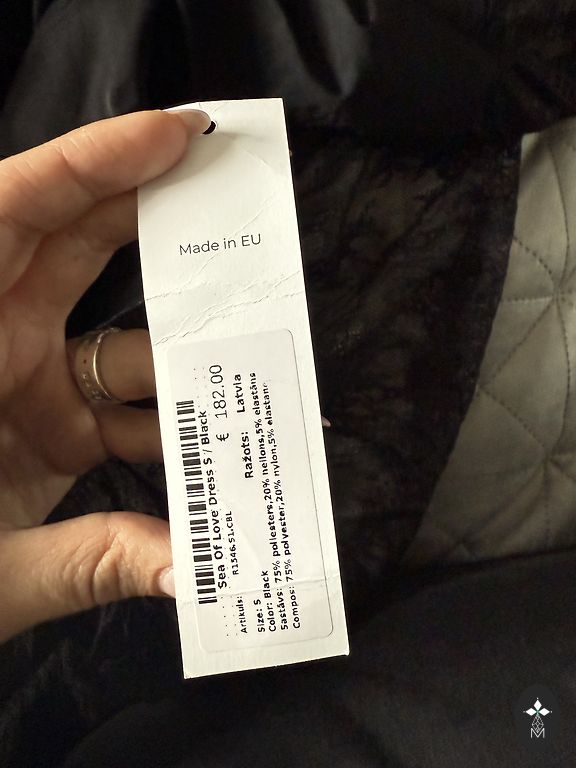 Made in EU
Sea Of Love Dress S / Black
€ 182.00
Artikuls: R1346.S1.CBL
Ražots: Latvia
Size: S
Color: Black
Sastāvs: 75% poliesters,20% neilons,5% elastāns
Compos: 75% polyester,20% nylon,5% elastane
M